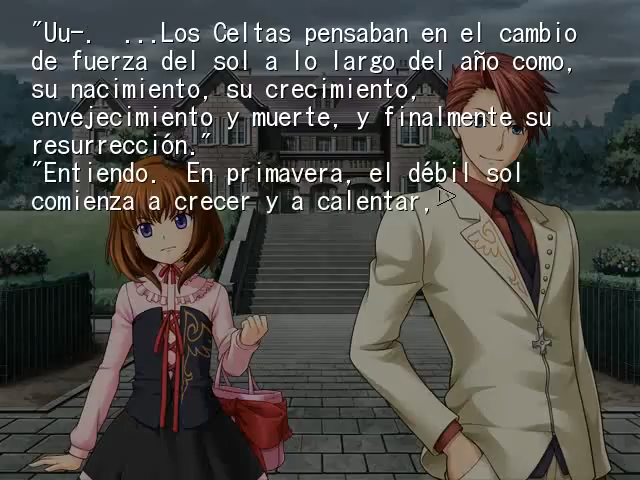 "Uu-.  ...Los Celtas pensaban en el cambio
de fuerza del sol a lo largo del año como,
su nacimiento, su crecimiento,
envejecimiento y muerte, y finalmente su
resurrección."
"Entiendo.  En primavera, el débil sol
comienza a crecer y a calentar,